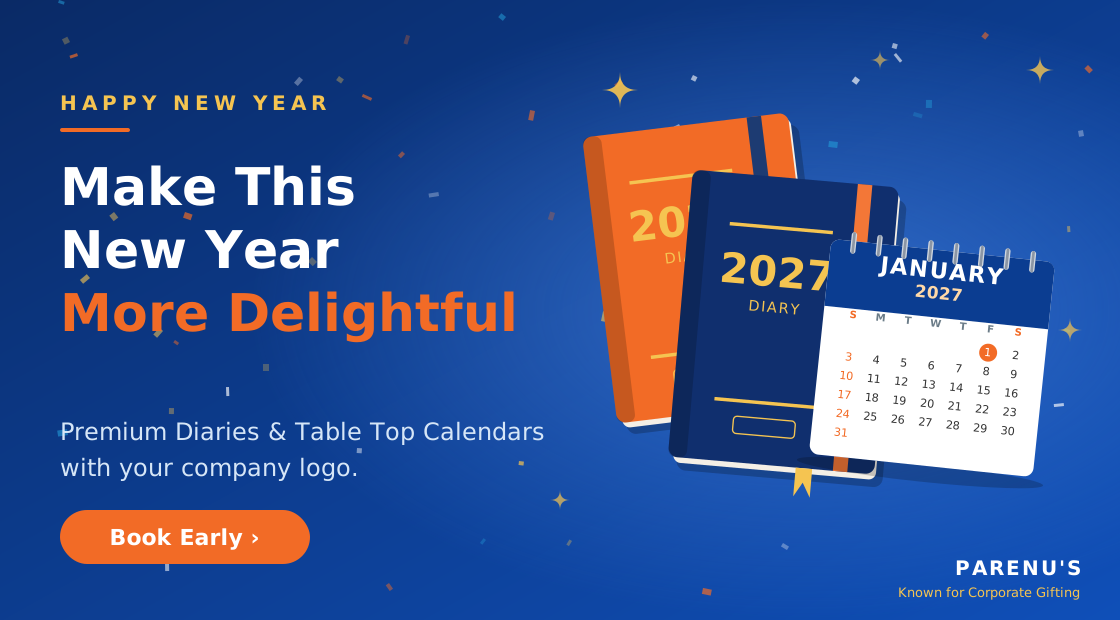 HAPPY NEW YEAR
Make This
New Year
More Delightful
Premium Diaries & Table Top Calendars
with your company logo.
Book Early ›
2027
DIARY
JANUARY
2027
S M T W T F S
1 2
3 4 5 6 7 8 9
10 11 12 13 14 15 16
17 18 19 20 21 22 23
24 25 26 27 28 29 30
31
PARENU'S
Known for Corporate Gifting